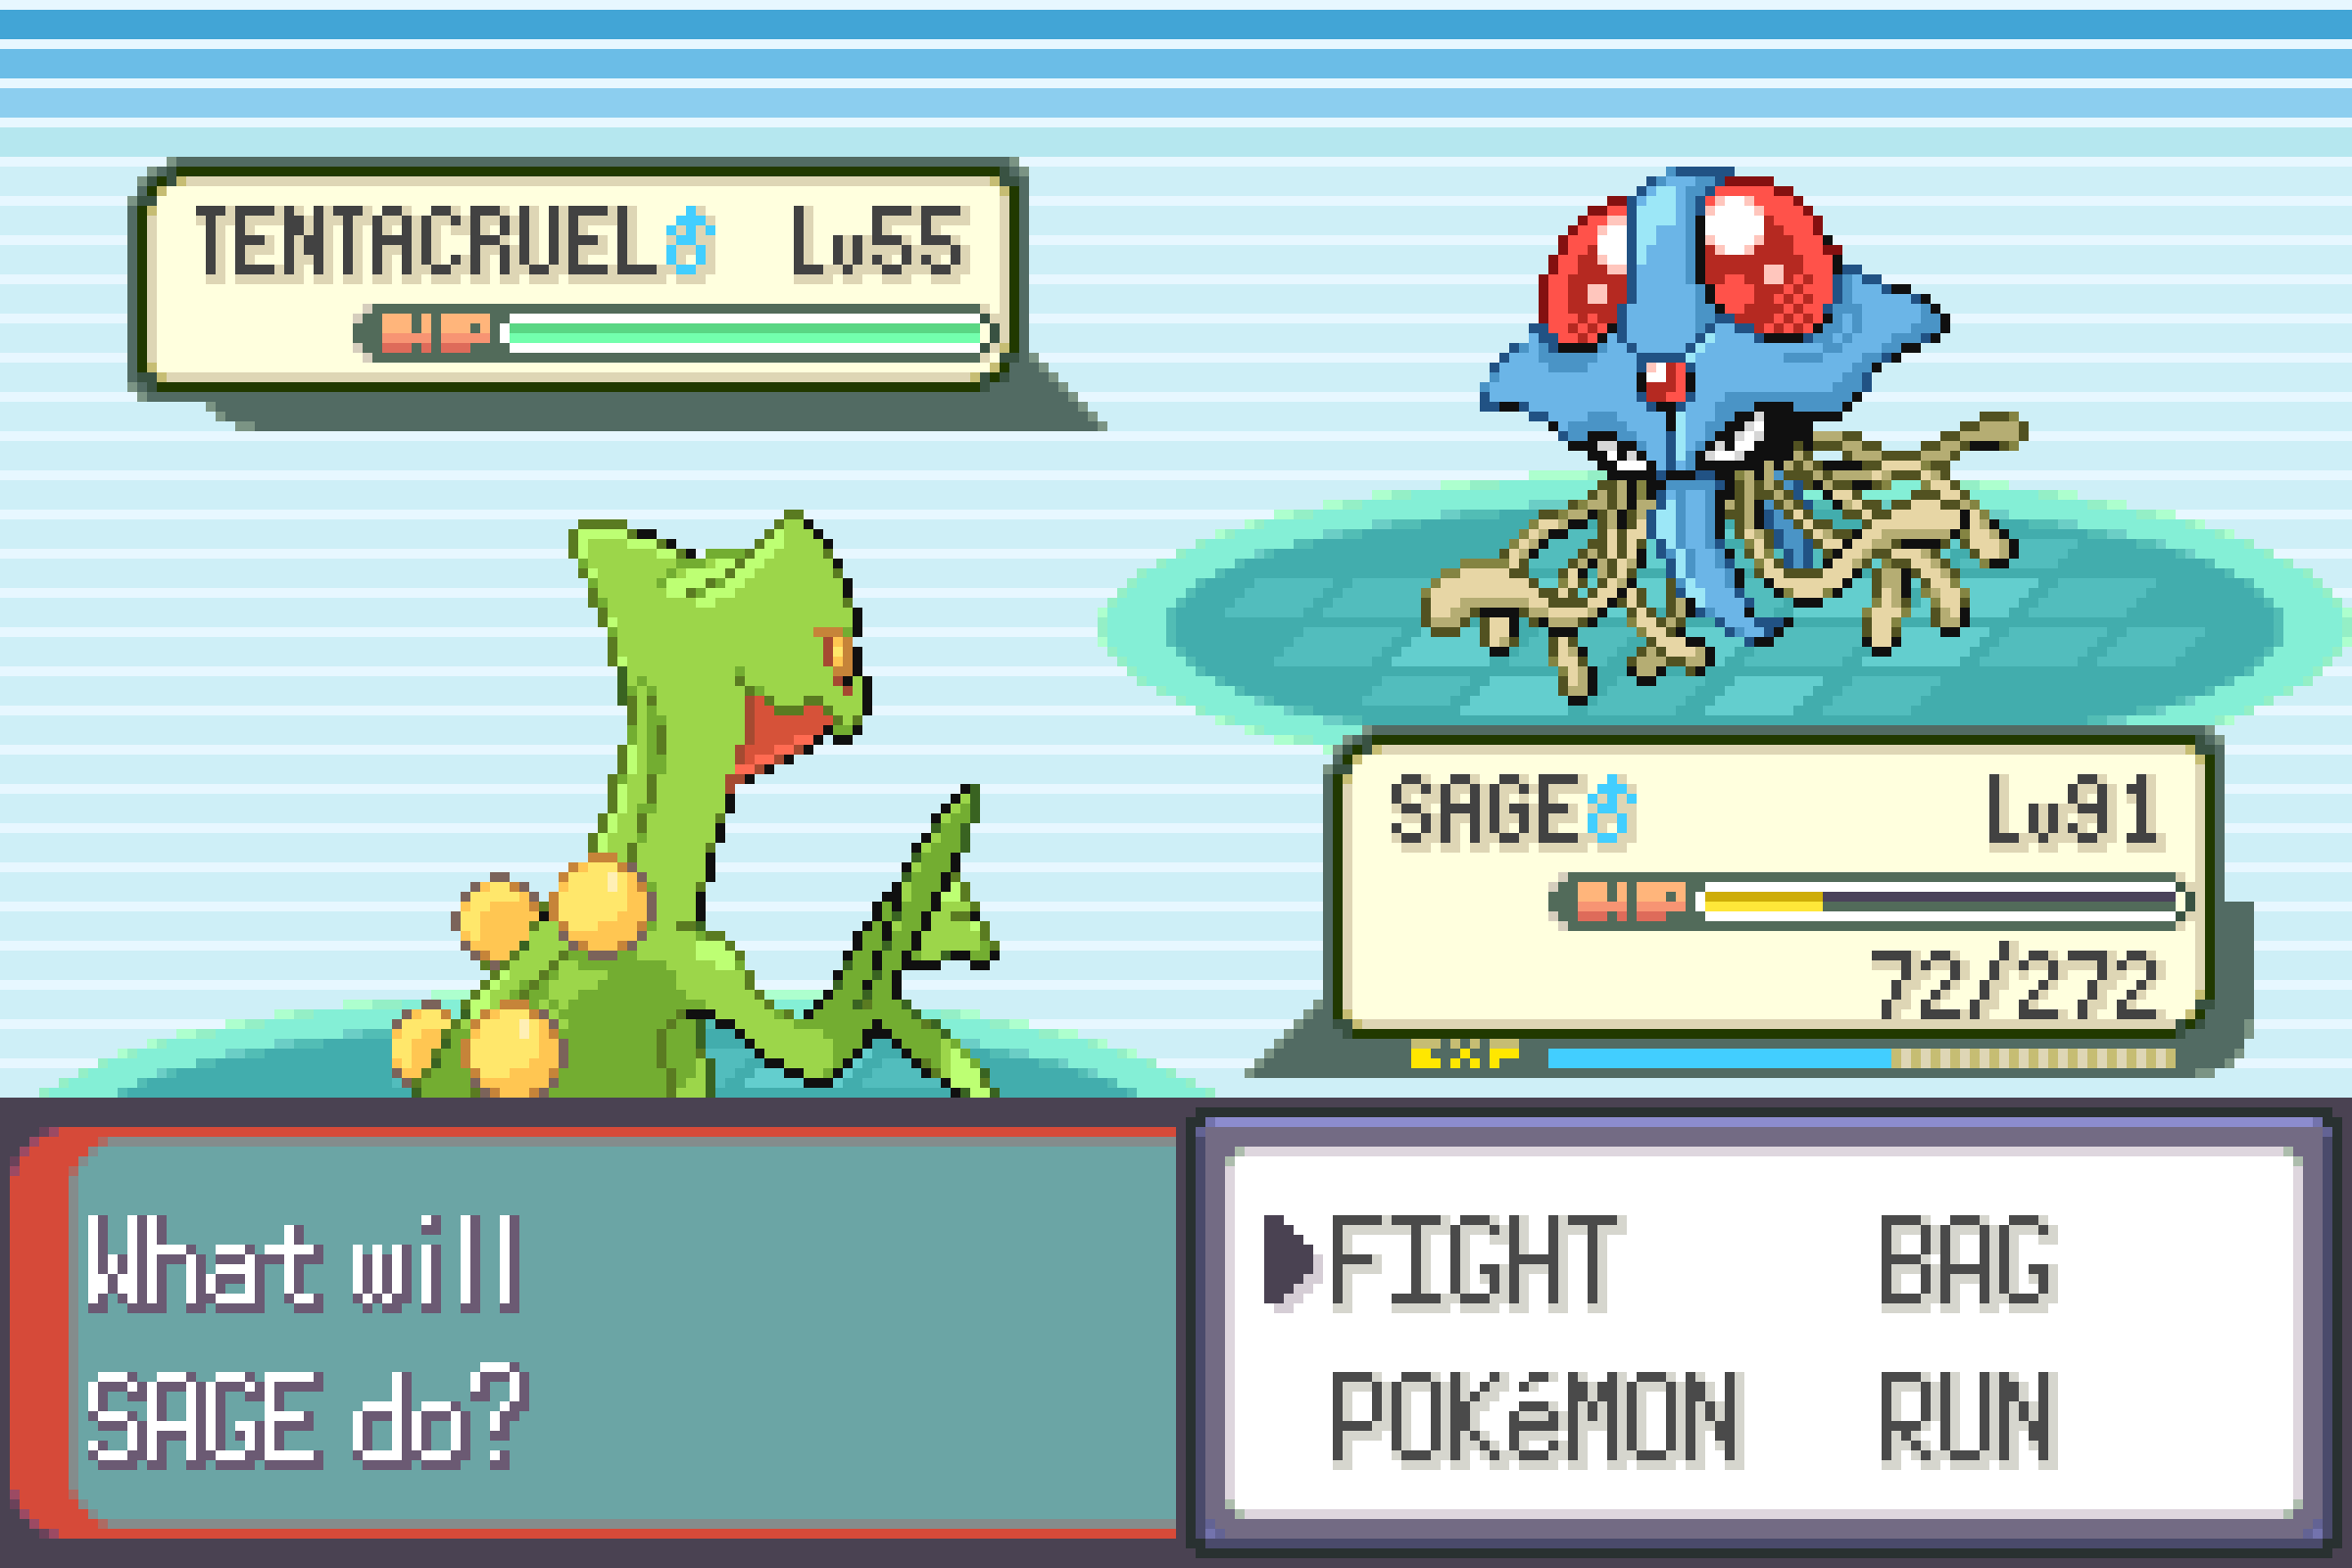 TENTACRUEL♂ Lv55
HP
SAGE♂ Lv91
HP
72/272
EXP
What will
SAGE do?
▶FIGHT BAG
POKéMON RUN